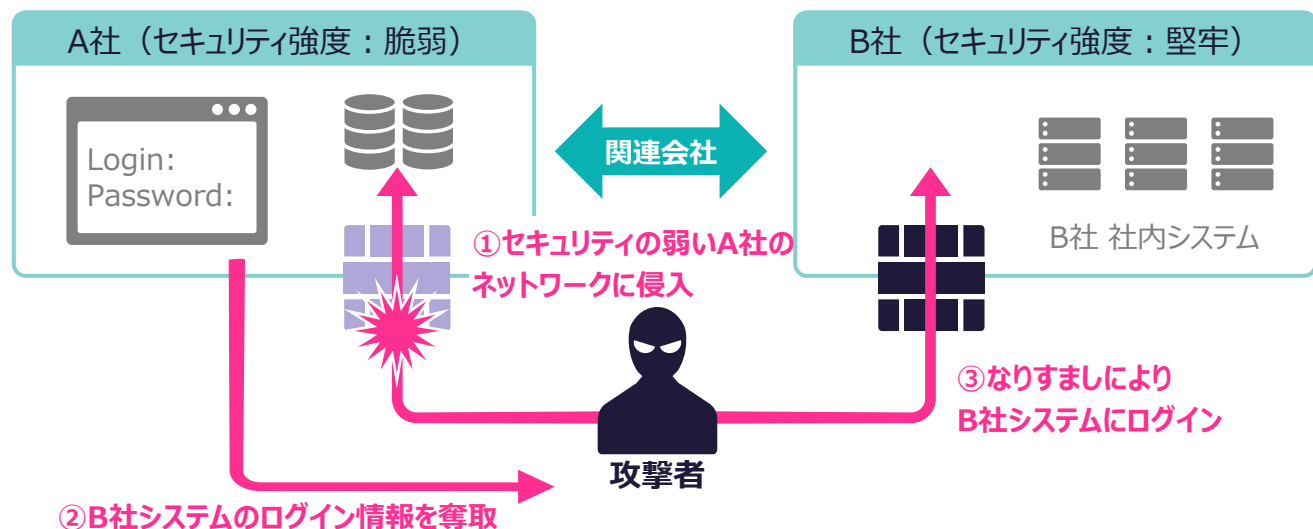 A社（セキュリティ強度：脆弱）
B社（セキュリティ強度：堅牢）
Login:
Password:
関連会社
B社 社内システム
①セキュリティの弱いA社の
ネットワークに侵入
③なりすましにより
B社システムにログイン
攻撃者
②B社システムのログイン情報を奪取